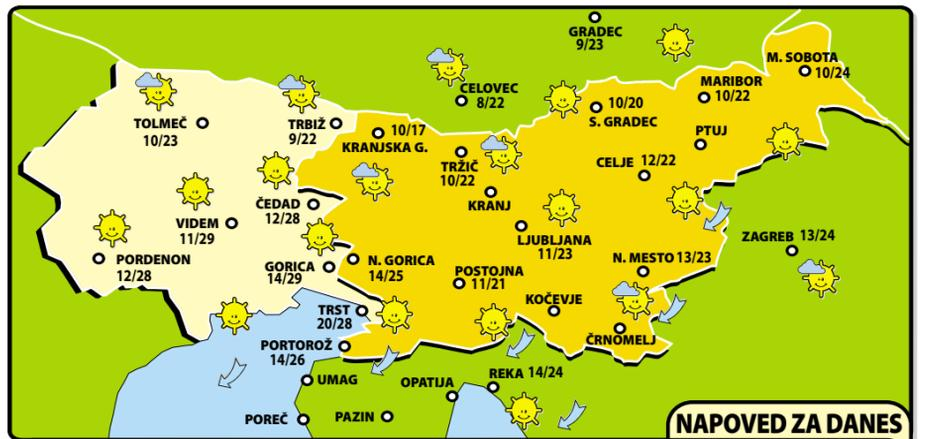 GRADEC
9/23
M. SOBOTA
10/24
CELOVEC
8/22
MARIBOR
10/22
TOLMEČ
10/23
TRBIŽ
9/22
10/17
KRANJSKA G.
10/20
S. GRADEC
PTUJ
TRŽIČ
10/22
CELJE 12/22
KRANJ
ČEDAD
12/28
VIDEM
11/29
LJUBLJANA
11/23
ZAGREB 13/24
PORDENON
12/28
GORICA
14/29
N. GORICA
14/25
POSTOJNA
11/21
N. MESTO 13/23
KOČEVJE
TRST
20/28
ČRNOMELJ
PORTOROŽ
14/26
UMAG
OPATIJA
REKA 14/24
POREČ
PAZIN
NAPOVED ZA DANES